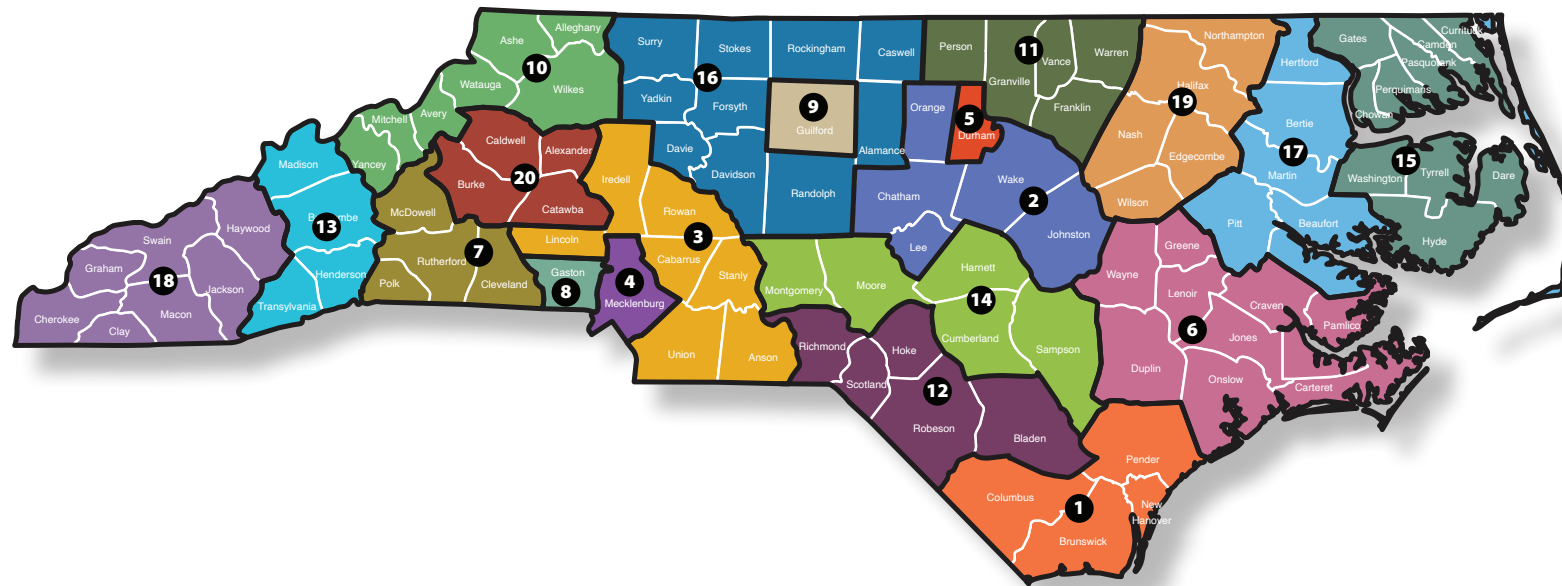 Ashe
Alleghany
10
Watauga
Wilkes
Mitchell
Avery
Yancey
Surry
Stokes
Rockingham
Caswell
16
Yadkin
Forsyth
Davie
Davidson
Randolph
Alamance
9
Guilford
Person
11
Granville
Vance
Warren
Franklin
Orange
5
Durham
Wake
2
Chatham
Lee
Johnston
Northampton
Halifax
19
Nash
Edgecombe
Wilson
Hertford
Bertie
17
Martin
Pitt
Beaufort
Gates
Currituck
Camden
Pasquotank
Perquimans
Chowan
15
Washington
Tyrrell
Dare
Hyde
Caldwell
Alexander
Burke
20
Catawba
Madison
13
Henderson
Transylvania
Haywood
Swain
Graham
18
Jackson
Macon
Cherokee
Clay
McDowell
7
Rutherford
Polk
Cleveland
Iredell
Rowan
Lincoln
3
Cabarrus
Stanly
Union
Anson
Gaston
8
4
Mecklenburg
Montgomery
Moore
Harnett
14
Cumberland
Sampson
Richmond
Hoke
Scotland
12
Robeson
Bladen
Greene
Wayne
Lenoir
Craven
Pamlico
6
Jones
Duplin
Onslow
Carteret
Pender
Columbus
1
New
Hanover
Brunswick